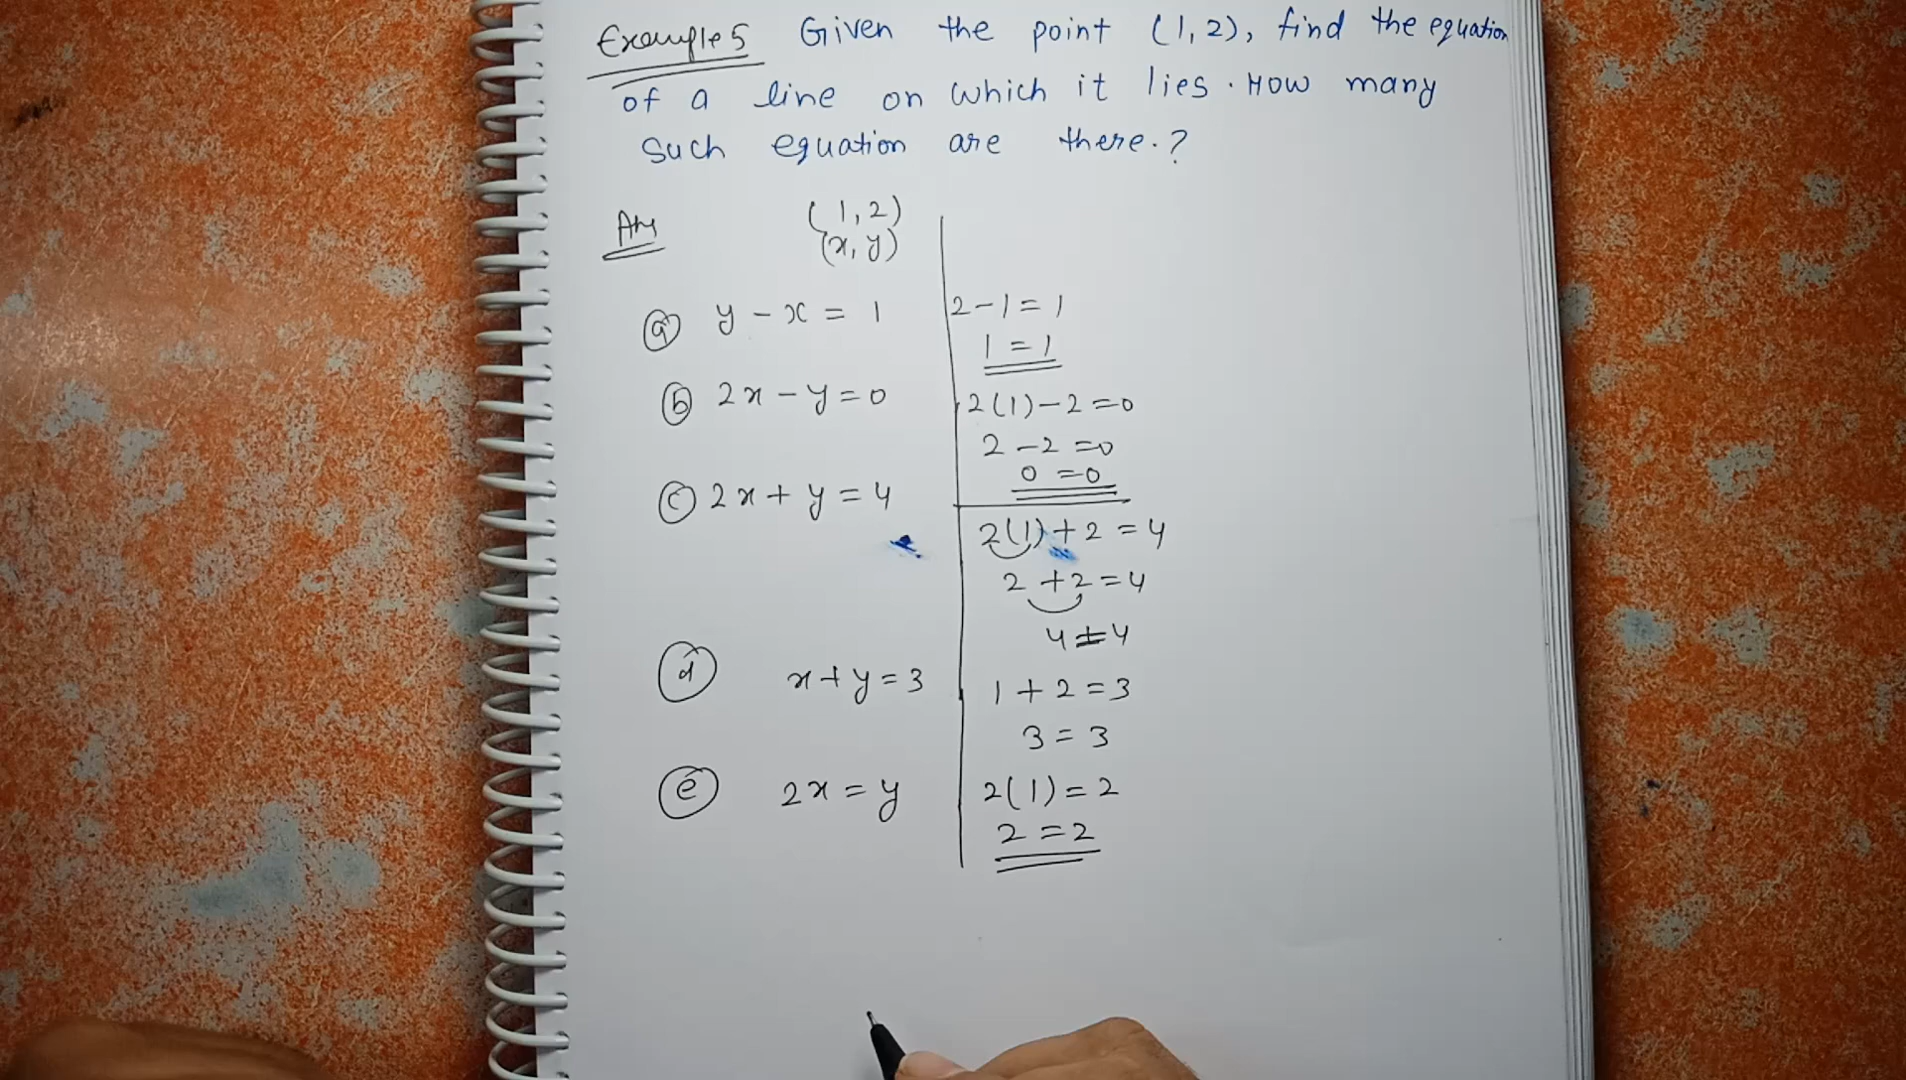 Example 5 Given the point (1,2), find the equation
of a line on which it lies. How many
such equation are there.?
Ans (1,2)
(x, y)
(a) y - x = 1
2 - 1 = 1
1 = 1
(b) 2x - y = 0
2(1) - 2 = 0
2 - 2 = 0
0 = 0
(c) 2x + y = 4
2(1) + 2 = 4
2 + 2 = 4
4 = 4
(d) x + y = 3
1 + 2 = 3
3 = 3
(e) 2x = y
2(1) = 2
2 = 2